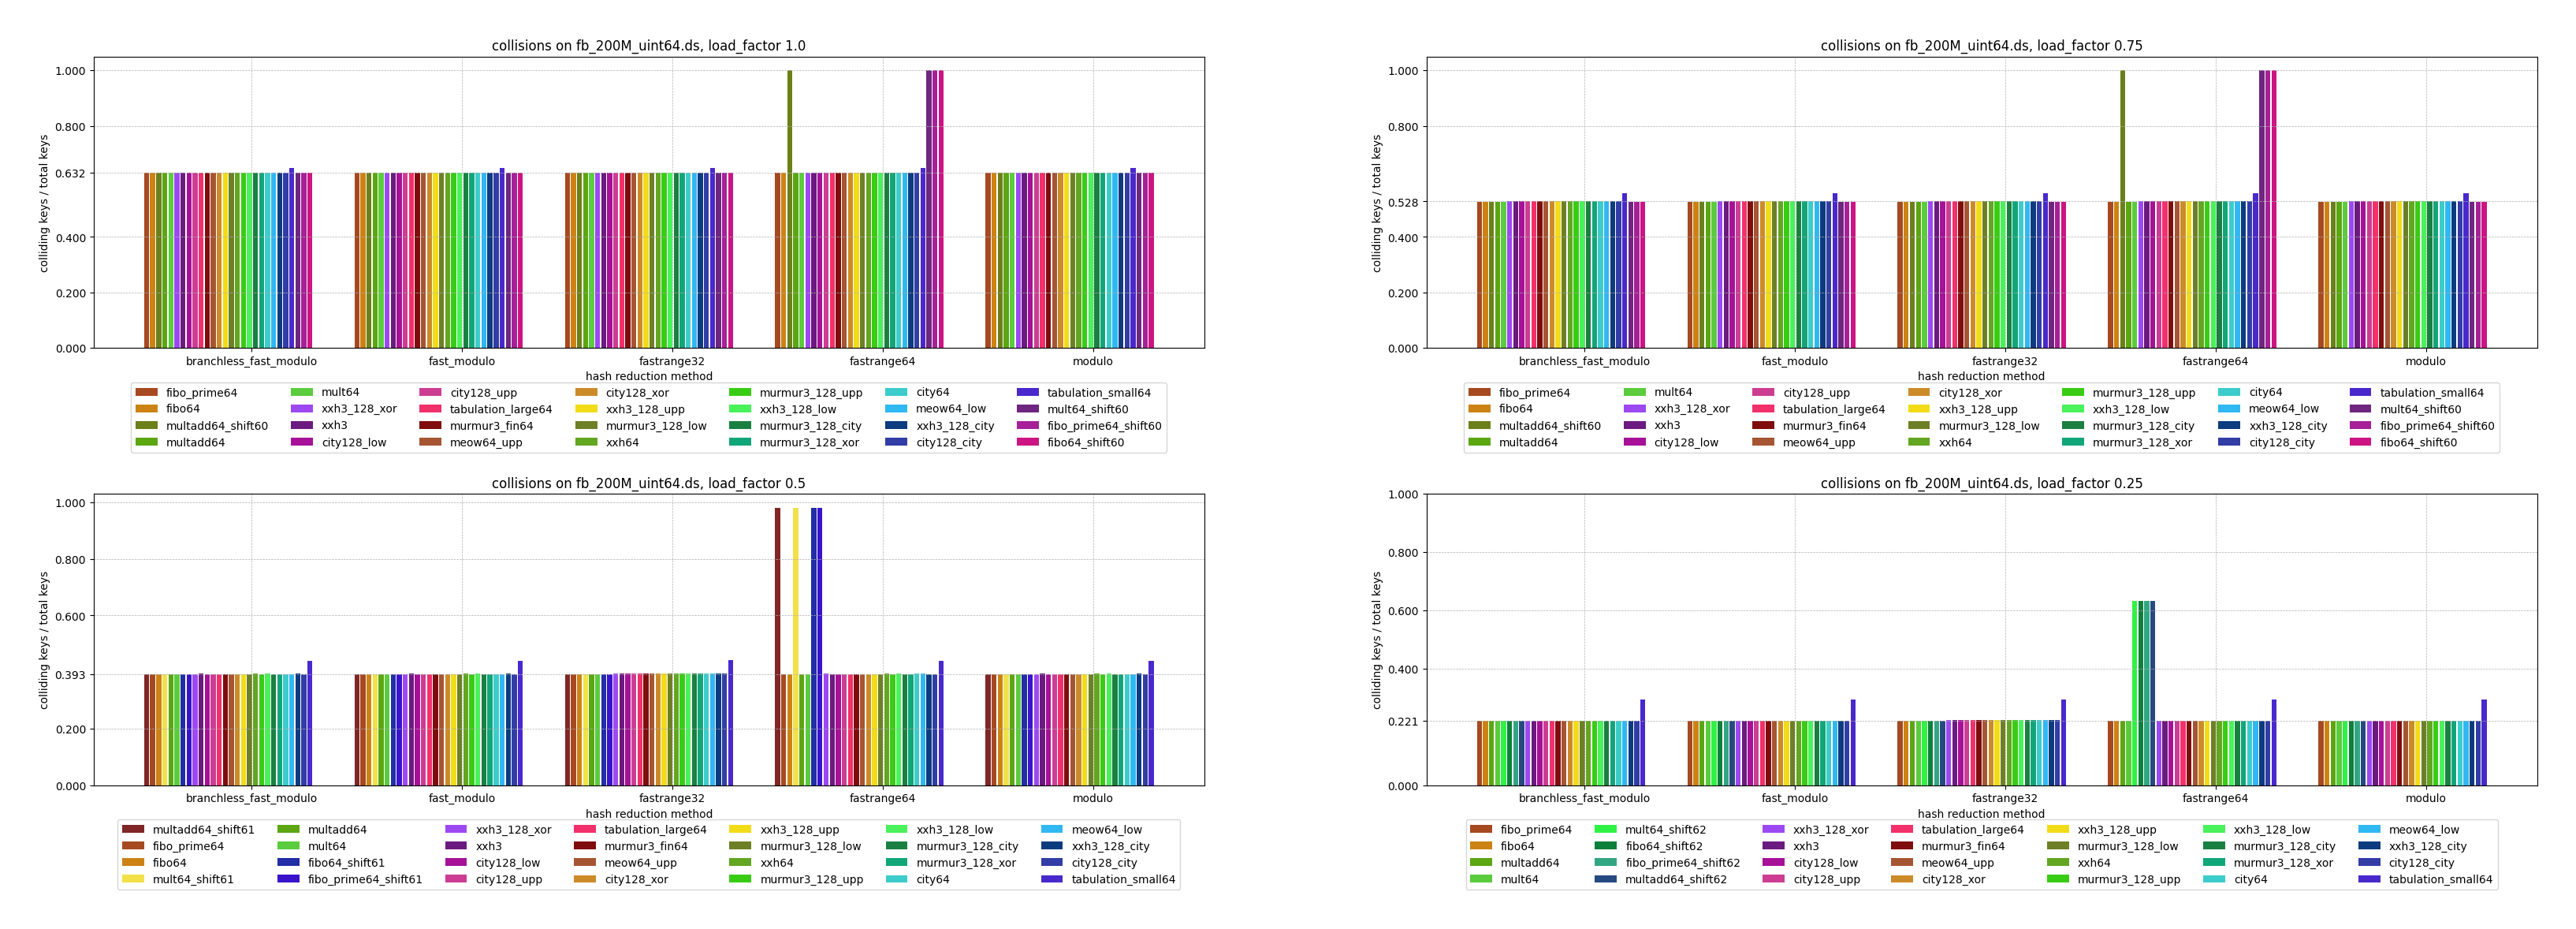 collisions on fb_200M_uint64.ds, load_factor 1.0
colliding keys / total keys
1.000
0.800
0.632
0.400
0.200
0.000
branchless_fast_modulo fast_modulo fastrange32 fastrange64 modulo
hash reduction method
fibo_prime64 mult64 city128_upp city128_xor murmur3_128_upp city64 tabulation_small64
fibo64 xxh3_128_xor tabulation_large64 xxh3_128_upp xxh3_128_low meow64_low mult64_shift60
multadd64_shift60 xxh3 murmur3_fin64 murmur3_128_low murmur3_128_city xxh3_128_city fibo_prime64_shift60
multadd64 city128_low meow64_upp xxh64 murmur3_128_xor city128_city fibo64_shift60
collisions on fb_200M_uint64.ds, load_factor 0.75
colliding keys / total keys
1.000
0.800
0.528
0.400
0.200
0.000
branchless_fast_modulo fast_modulo fastrange32 fastrange64 modulo
hash reduction method
fibo_prime64 mult64 city128_upp city128_xor murmur3_128_upp city64 tabulation_small64
fibo64 xxh3_128_xor tabulation_large64 xxh3_128_upp xxh3_128_low meow64_low mult64_shift60
multadd64_shift60 xxh3 murmur3_fin64 murmur3_128_low murmur3_128_city xxh3_128_city fibo_prime64_shift60
multadd64 city128_low meow64_upp xxh64 murmur3_128_xor city128_city fibo64_shift60
collisions on fb_200M_uint64.ds, load_factor 0.5
colliding keys / total keys
1.000
0.800
0.600
0.393
0.200
0.000
branchless_fast_modulo fast_modulo fastrange32 fastrange64 modulo
hash reduction method
multadd64_shift61 multadd64 xxh3_128_xor tabulation_large64 xxh3_128_upp xxh3_128_low meow64_low
fibo_prime64 mult64 xxh3 murmur3_fin64 murmur3_128_low murmur3_128_city xxh3_128_city
fibo64 fibo64_shift61 city128_low meow64_upp xxh64 murmur3_128_xor city128_city
mult64_shift61 fibo_prime64_shift61 city128_upp city128_xor murmur3_128_upp city64 tabulation_small64
collisions on fb_200M_uint64.ds, load_factor 0.25
colliding keys / total keys
1.000
0.800
0.600
0.400
0.221
0.000
branchless_fast_modulo fast_modulo fastrange32 fastrange64 modulo
hash reduction method
fibo_prime64 mult64_shift62 xxh3_128_xor tabulation_large64 xxh3_128_upp xxh3_128_low meow64_low
fibo64 fibo64_shift62 xxh3 murmur3_fin64 murmur3_128_low murmur3_128_city xxh3_128_city
multadd64 fibo_prime64_shift62 city128_low meow64_upp xxh64 murmur3_128_xor city128_city
mult64 multadd64_shift62 city128_upp city128_xor murmur3_128_upp city64 tabulation_small64